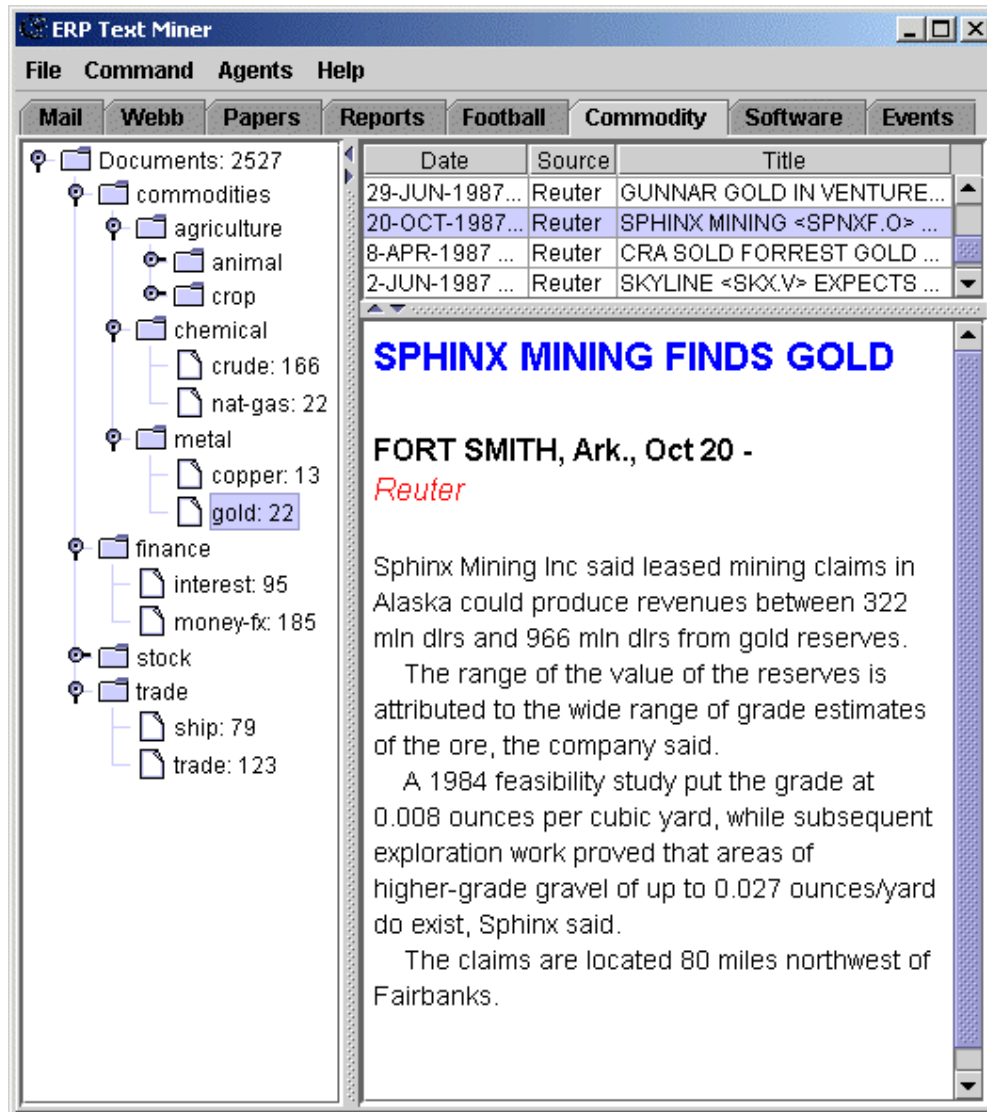 ERP Text Miner
File Command Agents Help
Mail Webb Papers Reports Football Commodity Software Events
Documents: 2527
commodities
agriculture
animal
crop
chemical
crude: 166
nat-gas: 22
metal
copper: 13
gold: 22
finance
interest: 95
money-fx: 185
stock
trade
ship: 79
trade: 123
Date Source Title
29-JUN-1987... Reuter GUNNAR GOLD IN VENTURE...
20-OCT-1987... Reuter SPHINX MINING <SPNXF.O> ...
8-APR-1987 ... Reuter CRA SOLD FORREST GOLD ...
2-JUN-1987 ... Reuter SKYLINE <SKX.V> EXPECTS ...
SPHINX MINING FINDS GOLD
FORT SMITH, Ark., Oct 20 -
Reuter
Sphinx Mining Inc said leased mining claims in
Alaska could produce revenues between 322
mln dlrs and 966 mln dlrs from gold reserves.
The range of the value of the reserves is
attributed to the wide range of grade estimates
of the ore, the company said.
A 1984 feasibility study put the grade at
0.008 ounces per cubic yard, while subsequent
exploration work proved that areas of
higher-grade gravel of up to 0.027 ounces/yard
do exist, Sphinx said.
The claims are located 80 miles northwest of
Fairbanks.